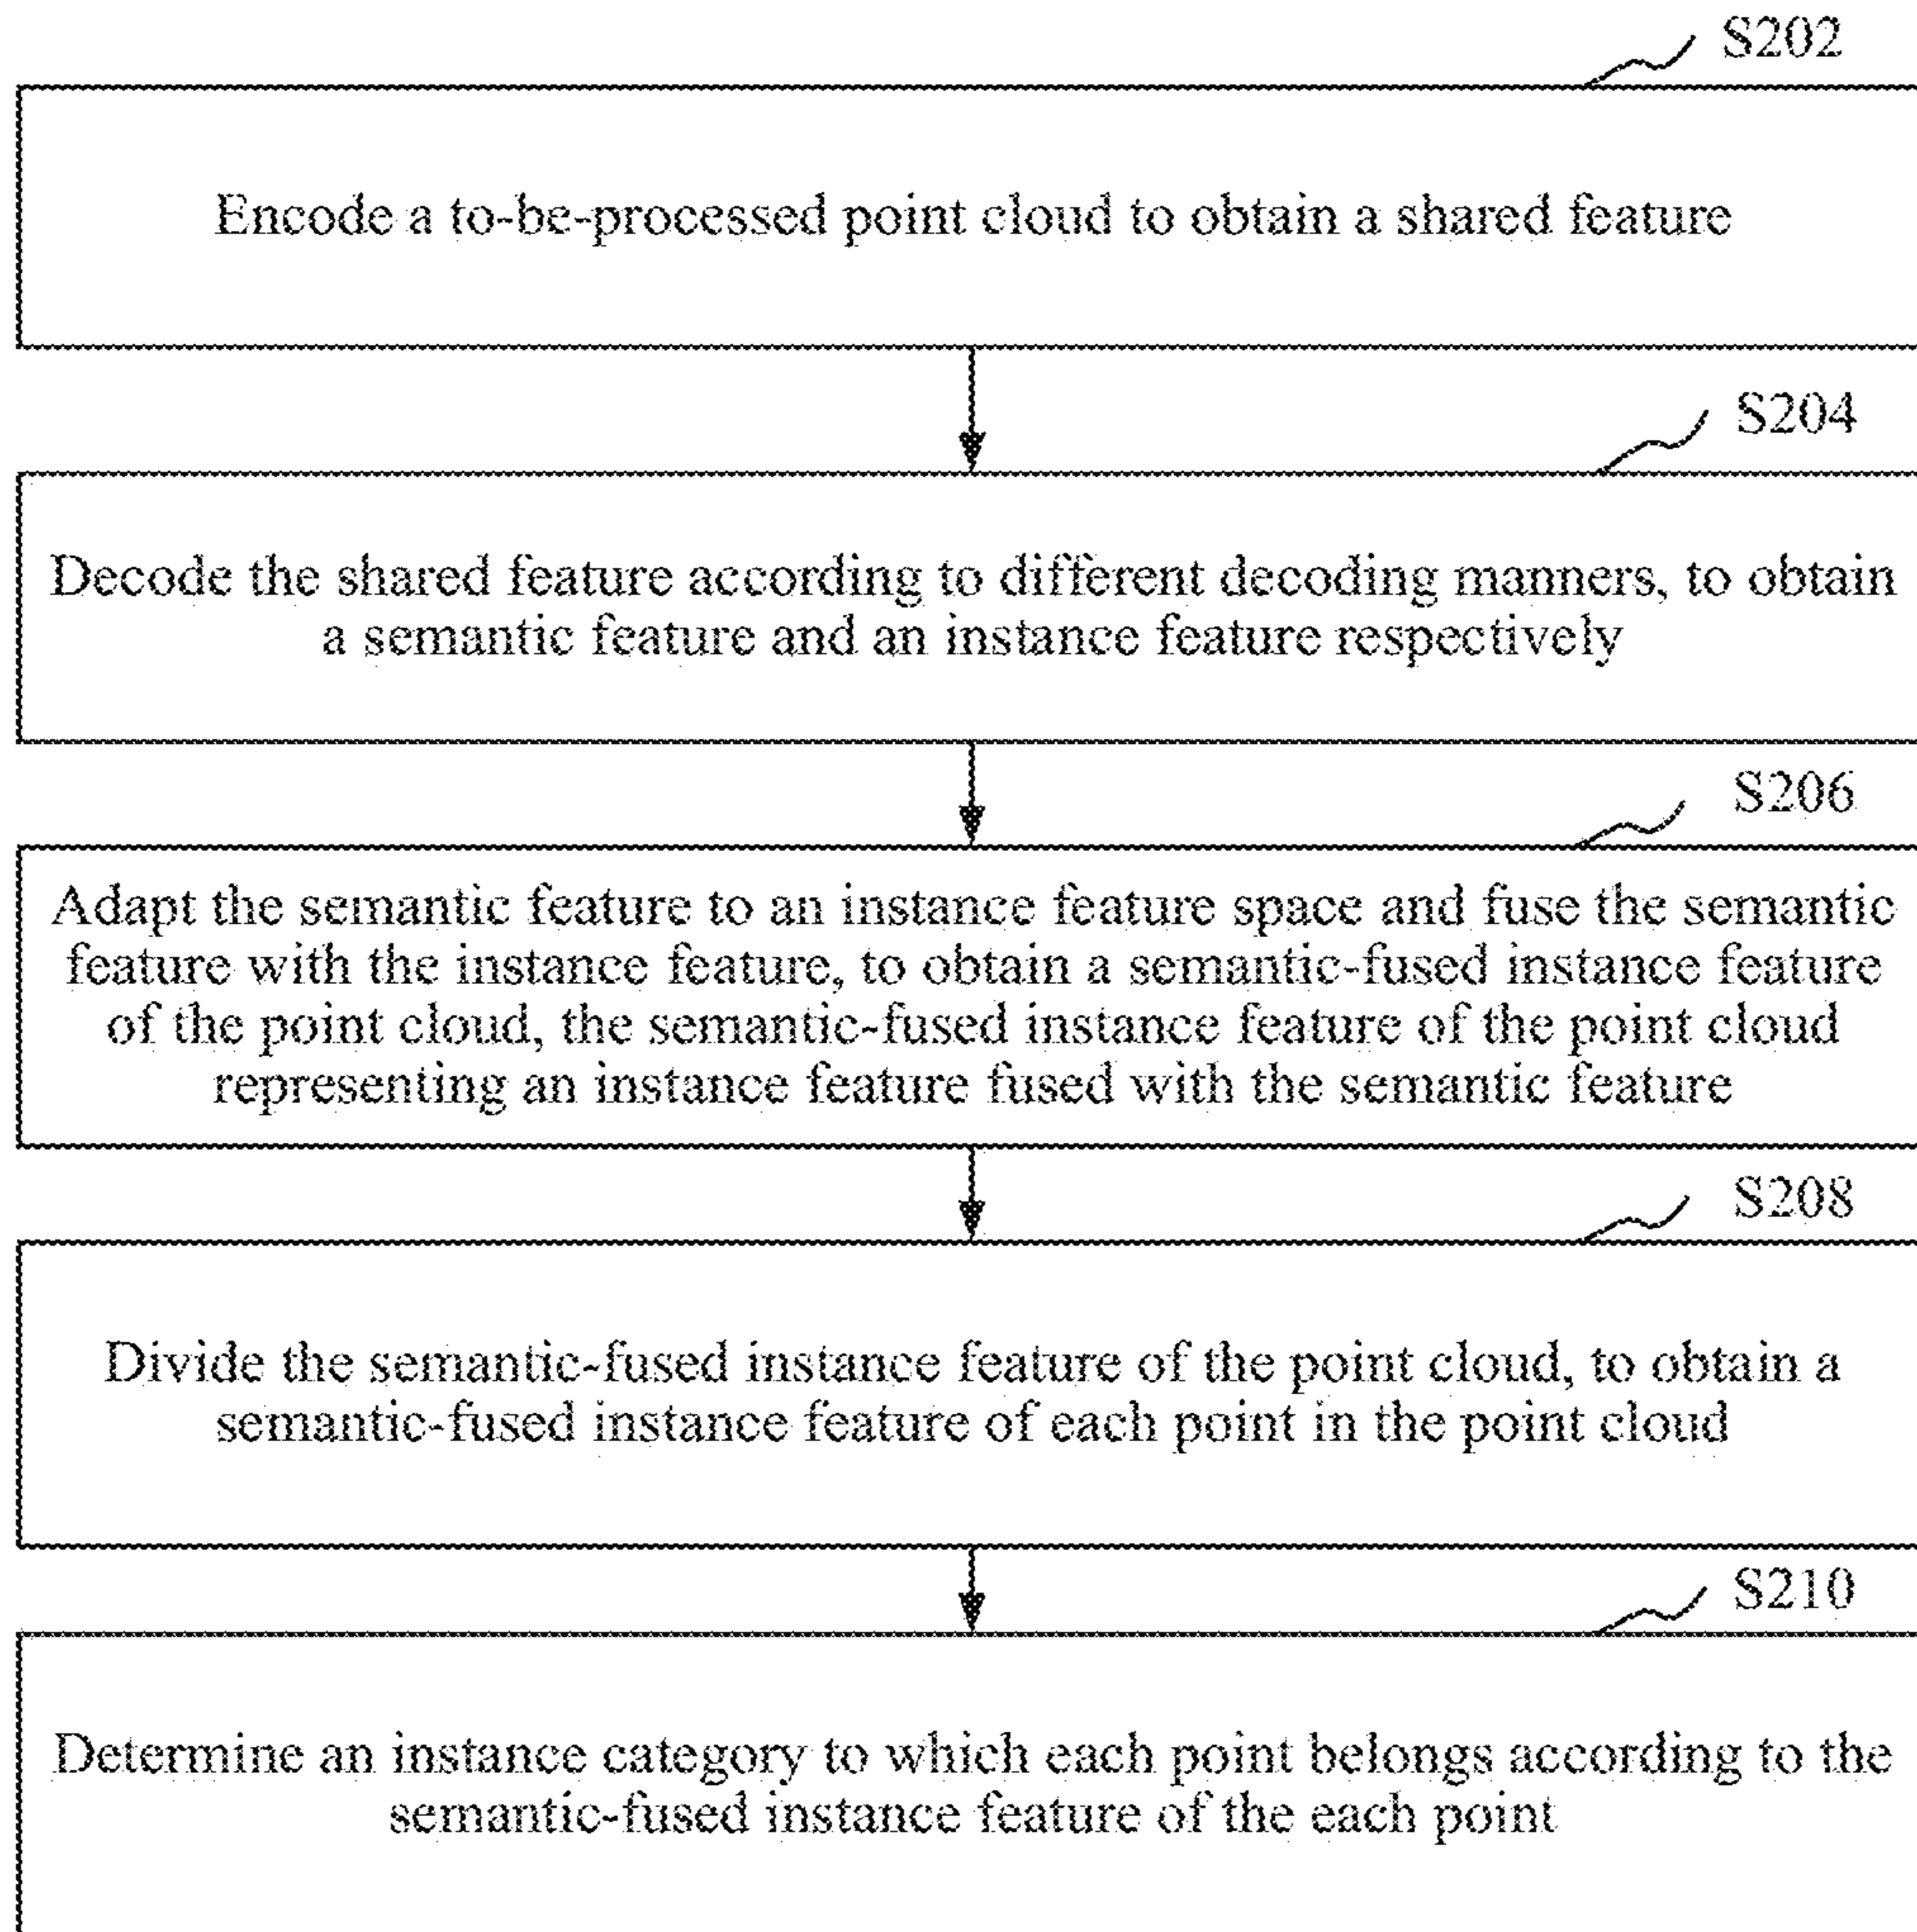 S202
Encode a to-be-processed point cloud to obtain a shared feature
S204
Decode the shared feature according to different decoding manners, to obtain
a semantic feature and an instance feature respectively
S206
Adapt the semantic feature to an instance feature space and fuse the semantic
feature with the instance feature, to obtain a semantic-fused instance feature
of the point cloud, the semantic-fused instance feature of the point cloud
representing an instance feature fused with the semantic feature
S208
Divide the semantic-fused instance feature of the point cloud, to obtain a
semantic-fused instance feature of each point in the point cloud
S210
Determine an instance category to which each point belongs according to the
semantic-fused instance feature of the each point